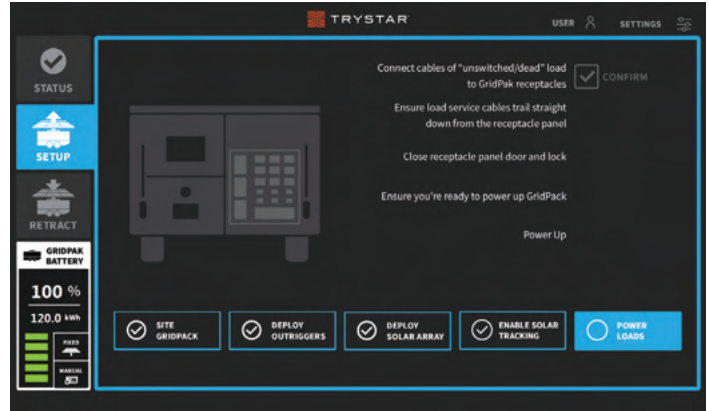 TRYSTAR
USER
SETTINGS
STATUS
SETUP
RETRACT
GRIDPAK
BATTERY
100 %
120.0 kWh
FIXED
MANUAL
Connect cables of "unswitched/dead" load
to GridPak receptacles
CONFIRM
Ensure load service cables trail straight
down from the receptacle panel
Close receptacle panel door and lock
Ensure you're ready to power up GridPack
Power Up
SITE
GRIDPACK
DEPLOY
OUTRIGGERS
DEPLOY
SOLAR ARRAY
ENABLE SOLAR
TRACKING
POWER
LOADS